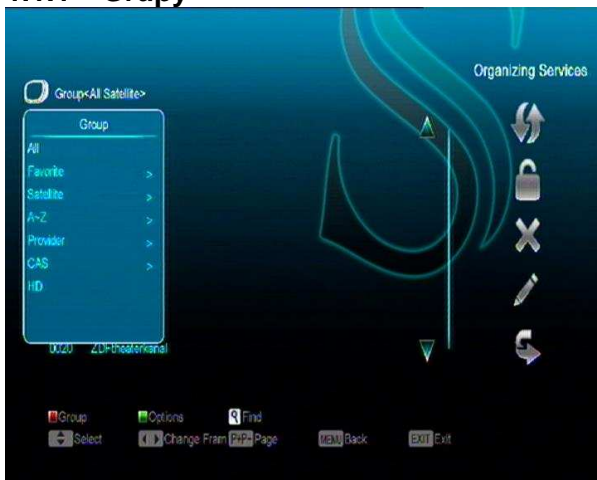 Organizing Services
Group<All Satellite>
Group
All
Favorite >
Satellite >
A~Z >
Provider >
CAS >
HD
0020 ZDFtheaterkanal
Group Options Find
Select Change Fram P+P- Page MENU Back EXIT Exit